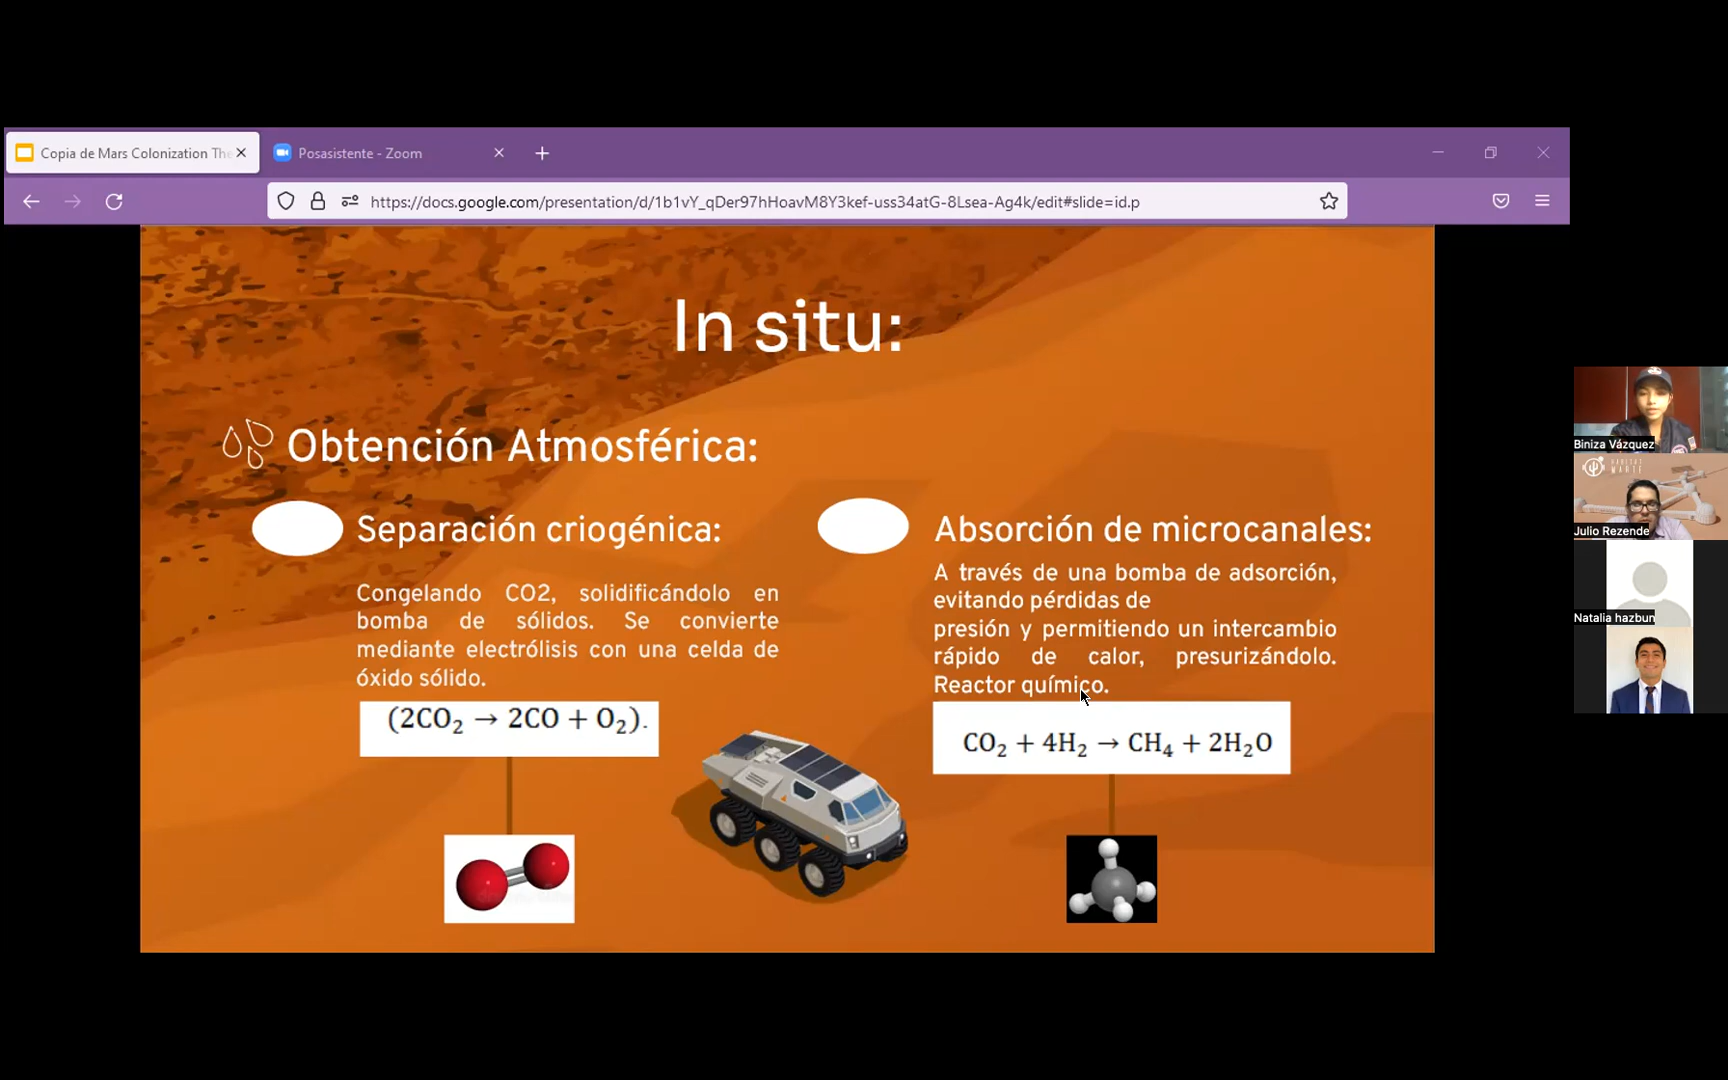 Copia de Mars Colonization The
Posasistente - Zoom
https://docs.google.com/presentation/d/1b1vY_qDer97hHoavM8Y3kef-uss34atG-8Lsea-Ag4k/edit#slide=id.p
In situ:
Obtención Atmosférica:
Separación criogénica:
Congelando CO2, solidificándolo en
bomba de sólidos. Se convierte
mediante electrólisis con una celda de
óxido sólido.
(2CO₂ → 2CO + O₂).
Absorción de microcanales:
A través de una bomba de adsorción,
evitando pérdidas de
presión y permitiendo un intercambio
rápido de calor, presurizándolo.
Reactor químico.
CO₂ + 4H₂ → CH₄ + 2H₂O
Biniza Vázquez
HABITAT
MARTE
Julio Rezende
Natalia hazbun